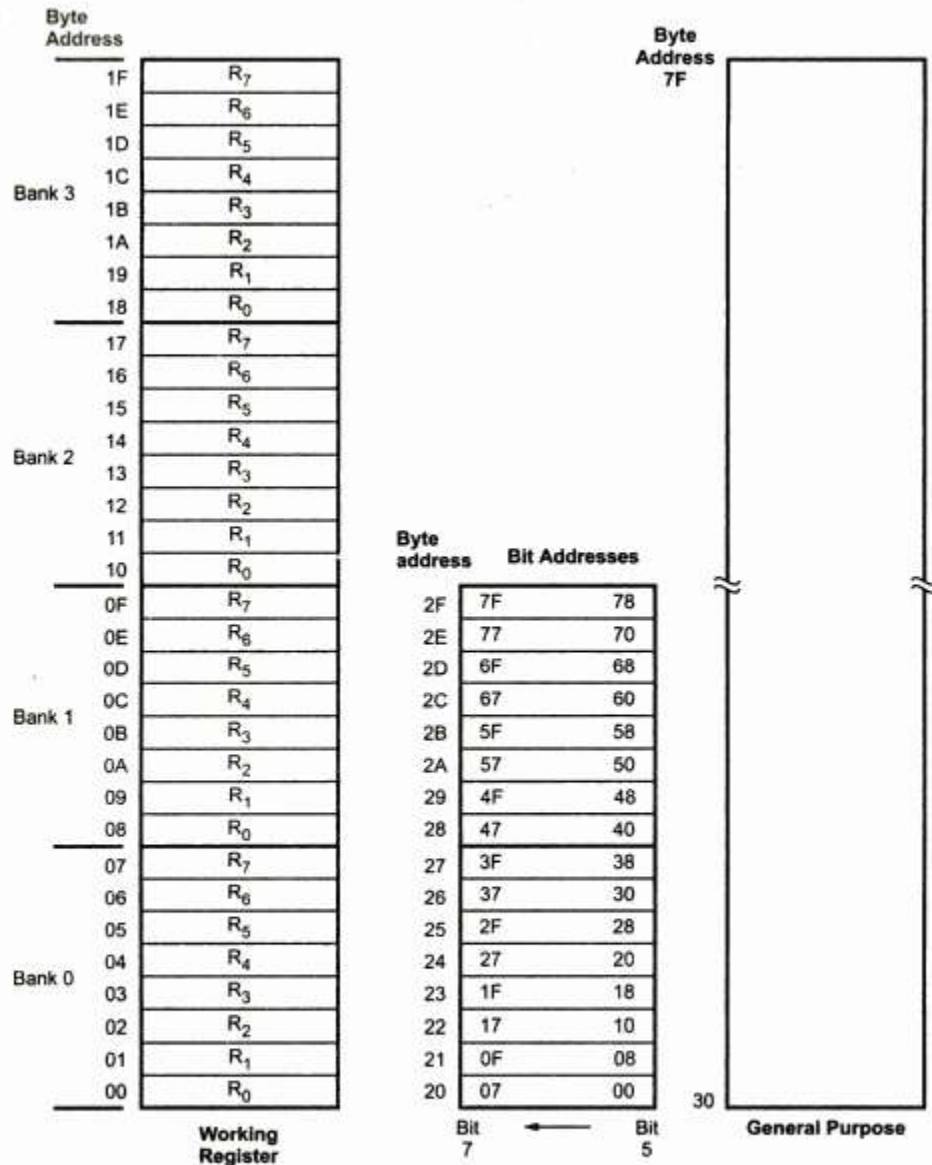 Byte
Address
1F R7
1E R6
1D R5
1C R4
Bank 3
1B R3
1A R2
19 R1
18 R0
17 R7
16 R6
15 R5
14 R4
Bank 2
13 R3
12 R2
11 R1
10 R0
0F R7
0E R6
0D R5
0C R4
Bank 1
0B R3
0A R2
09 R1
08 R0
07 R7
06 R6
05 R5
04 R4
Bank 0
03 R3
02 R2
01 R1
00 R0
Working
Register
Byte
address
Bit Addresses
2F 7F 78
2E 77 70
2D 6F 68
2C 67 60
2B 5F 58
2A 57 50
29 4F 48
28 47 40
27 3F 38
26 37 30
25 2F 28
24 27 20
23 1F 18
22 17 10
21 0F 08
20 07 00
Bit Bit
7 5
Byte
Address
7F
30
General Purpose